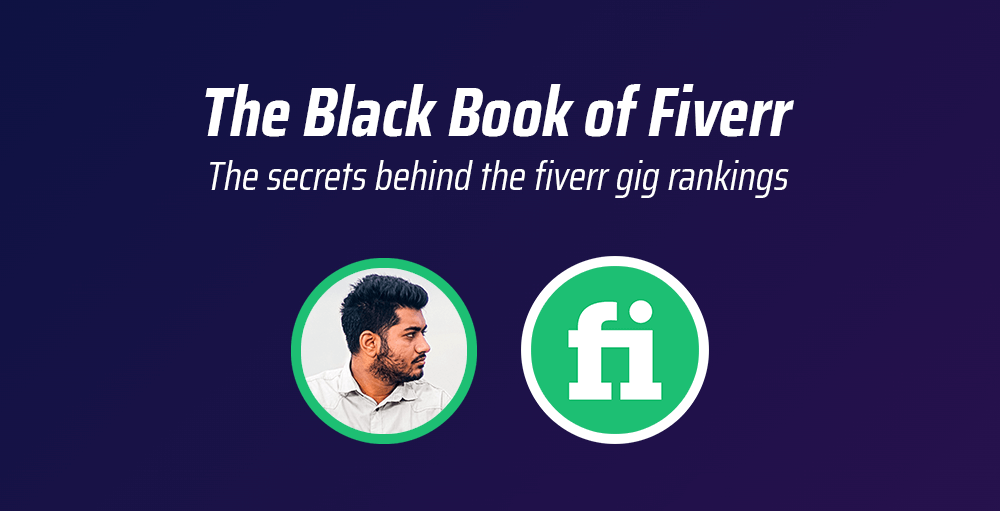 The Black Book of Fiverr
The secrets behind the fiverr gig rankings
fi